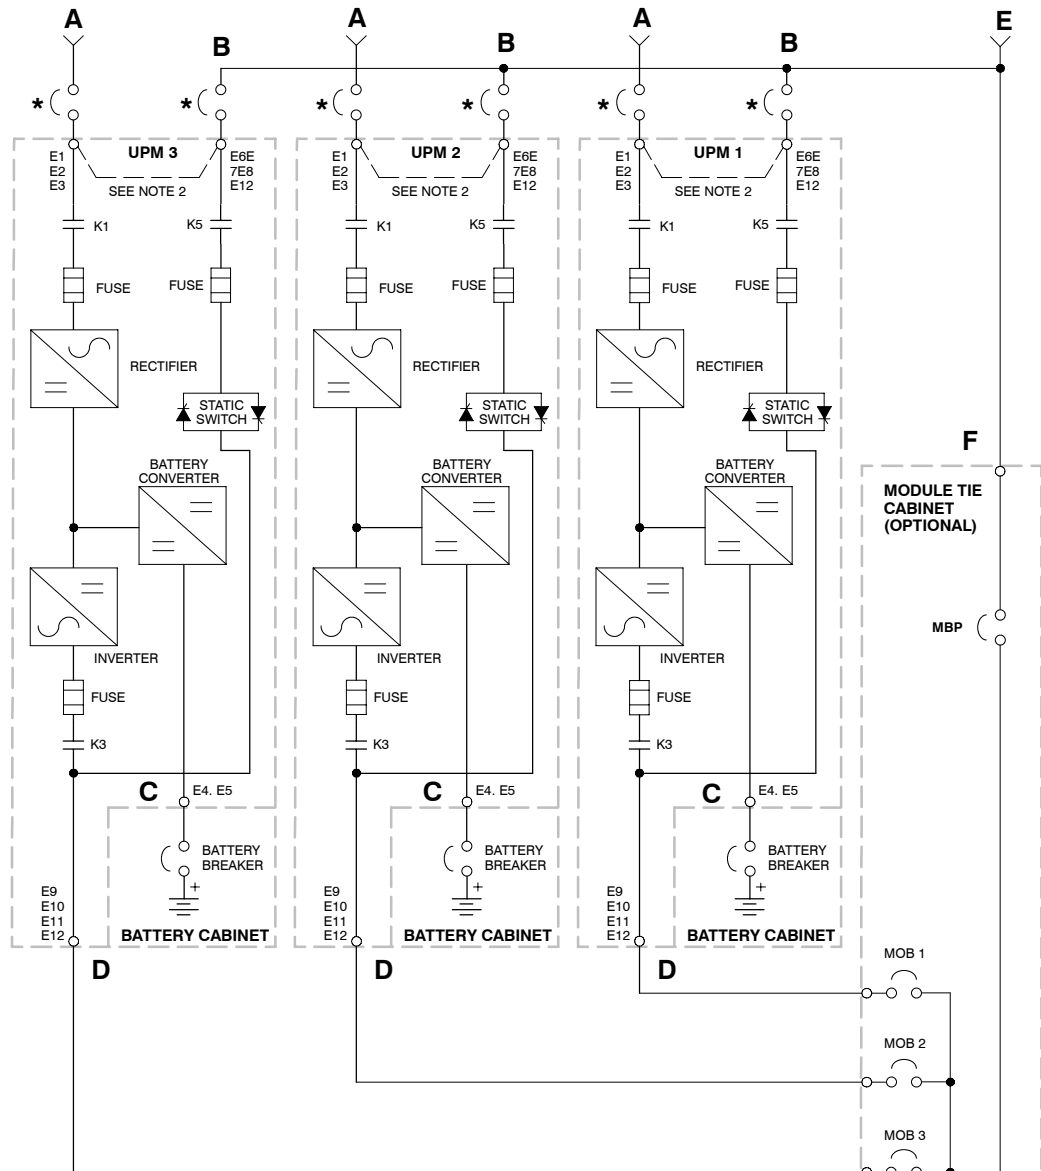 A
A
A
E
B
B
B
*
*
*
*
*
*
UPM 3
UPM 2
UPM 1
E1
E2
E3
E6E
7E8
E12
E1
E2
E3
E6E
7E8
E12
E1
E2
E3
E6E
7E8
E12
SEE NOTE 2
SEE NOTE 2
SEE NOTE 2
K1
K5
K1
K5
K1
K5
FUSE
FUSE
FUSE
FUSE
FUSE
FUSE
RECTIFIER
RECTIFIER
RECTIFIER
STATIC
SWITCH
STATIC
SWITCH
STATIC
SWITCH
F
BATTERY
CONVERTER
BATTERY
CONVERTER
BATTERY
CONVERTER
MODULE TIE
CABINET
(OPTIONAL)
MBP
INVERTER
INVERTER
INVERTER
FUSE
FUSE
FUSE
K3
K3
K3
C
E4. E5
C
E4. E5
C
E4. E5
BATTERY
BREAKER
BATTERY
BREAKER
BATTERY
BREAKER
+
+
+
E9
E10
E11
E12
E9
E10
E11
E12
E9
E10
E11
E12
BATTERY CABINET
BATTERY CABINET
BATTERY CABINET
D
D
D
MOB 1
MOB 2
MOB 3